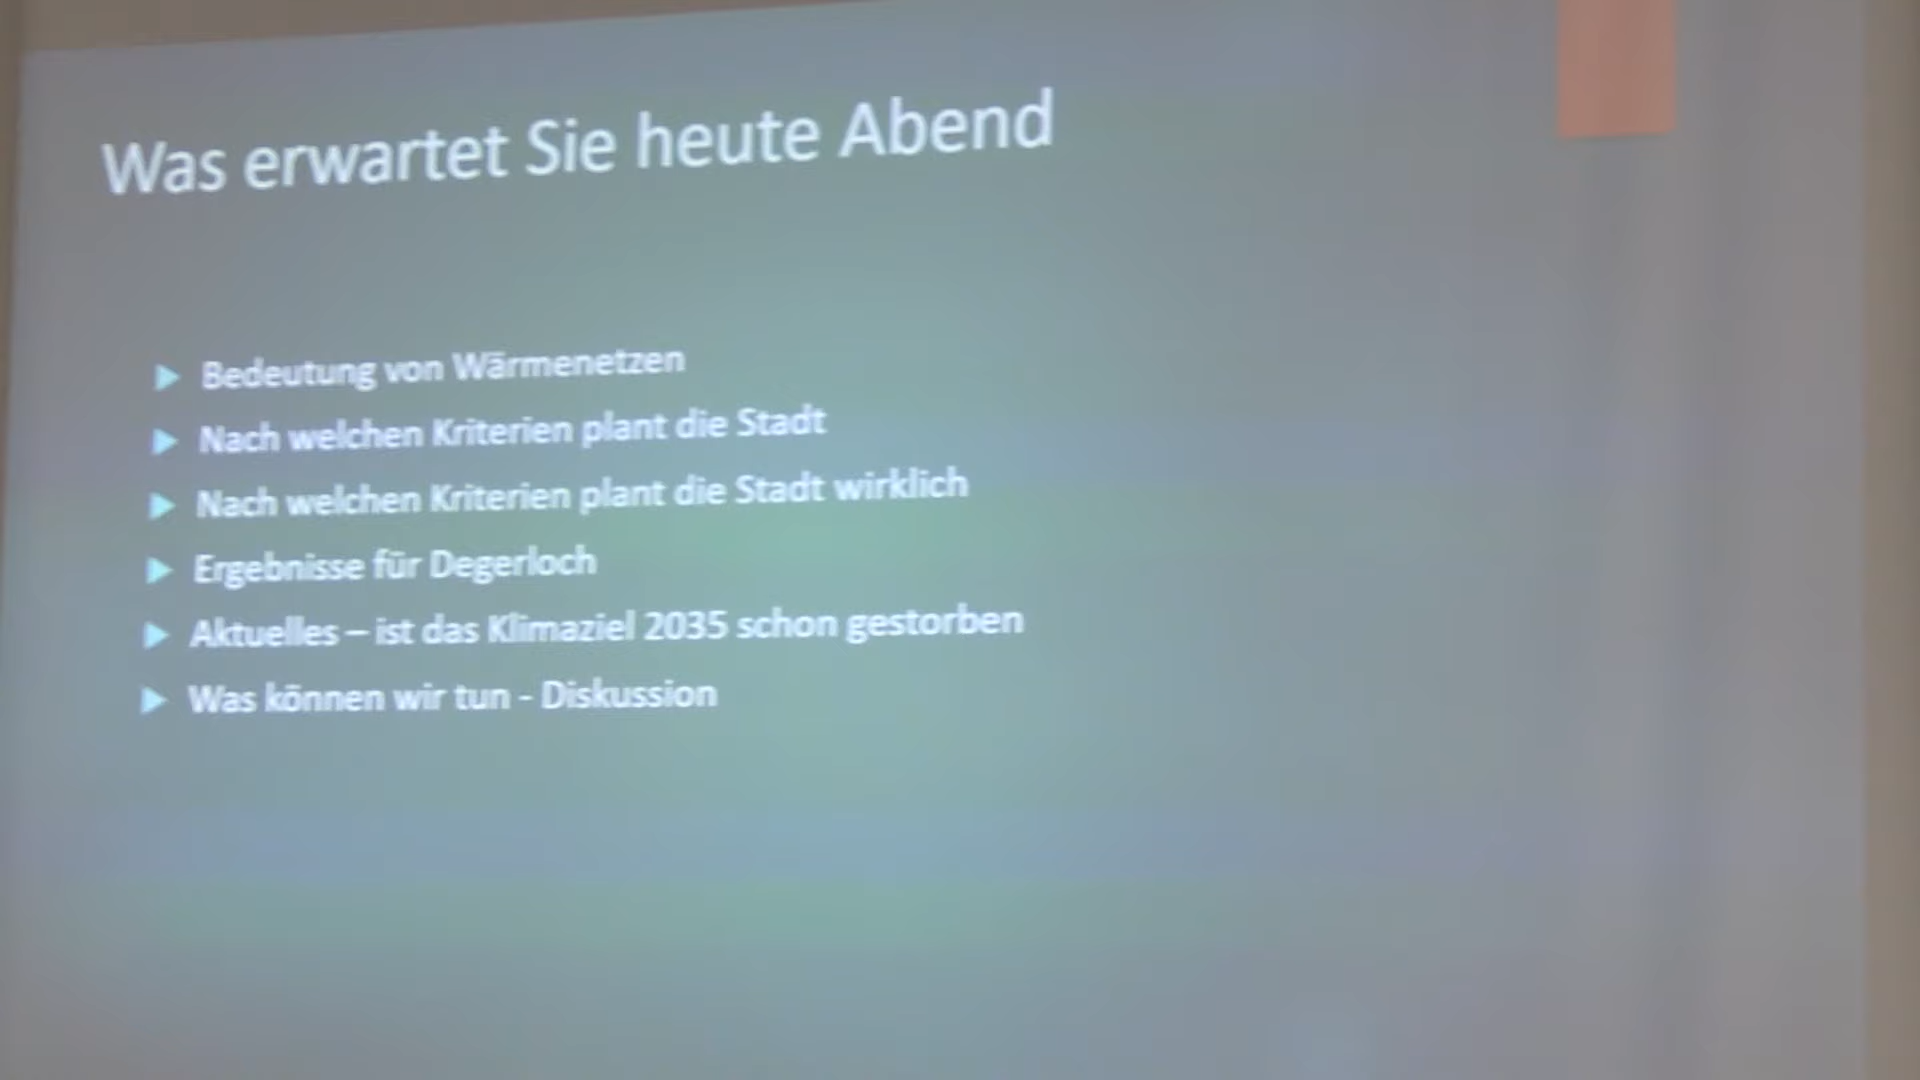 Was erwartet Sie heute Abend
Bedeutung von Wärmenetzen
Nach welchen Kriterien plant die Stadt
Nach welchen Kriterien plant die Stadt wirklich
Ergebnisse für Degerloch
Aktuelles – ist das Klimaziel 2035 schon gestorben
Was können wir tun - Diskussion